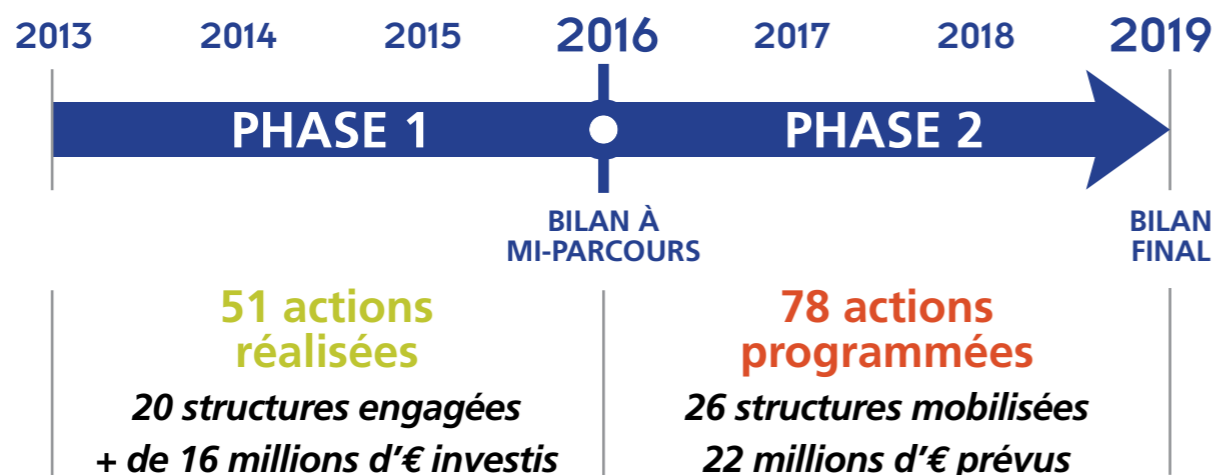 2013 2014 2015 2016 2017 2018 2019
PHASE 1 PHASE 2
BILAN À
MI-PARCOURS
BILAN
FINAL
51 actions
réalisées
20 structures engagées
+ de 16 millions d’€ investis
78 actions
programmées
26 structures mobilisées
22 millions d’€ prévus